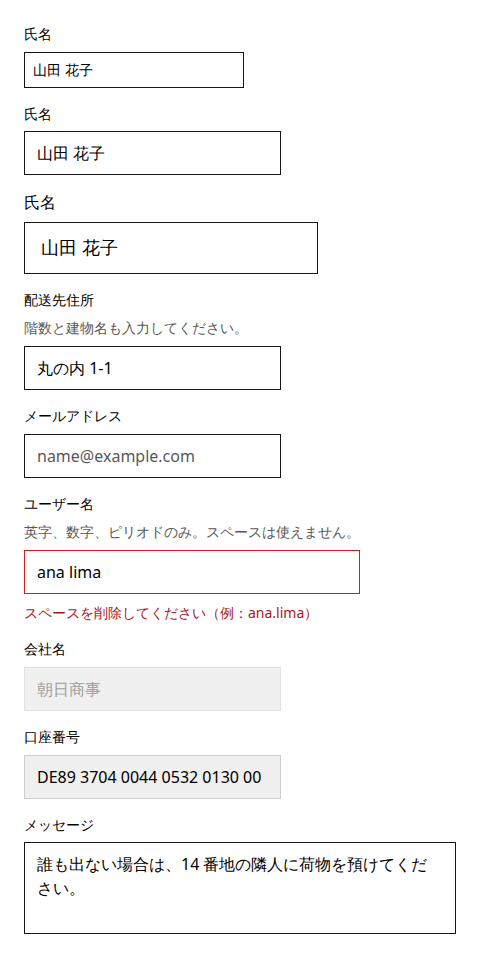 氏名
山田 花子
氏名
山田 花子
氏名
山田 花子
配送先住所
階数と建物名も入力してください。
丸の内 1-1
メールアドレス
name@example.com
ユーザー名
英字、数字、ピリオドのみ。スペースは使えません。
ana lima
スペースを削除してください（例：ana.lima）
会社名
朝日商事
口座番号
DE89 3704 0044 0532 0130 00
メッセージ
誰も出ない場合は、14 番地の隣人に荷物を預けてくだ
さい。